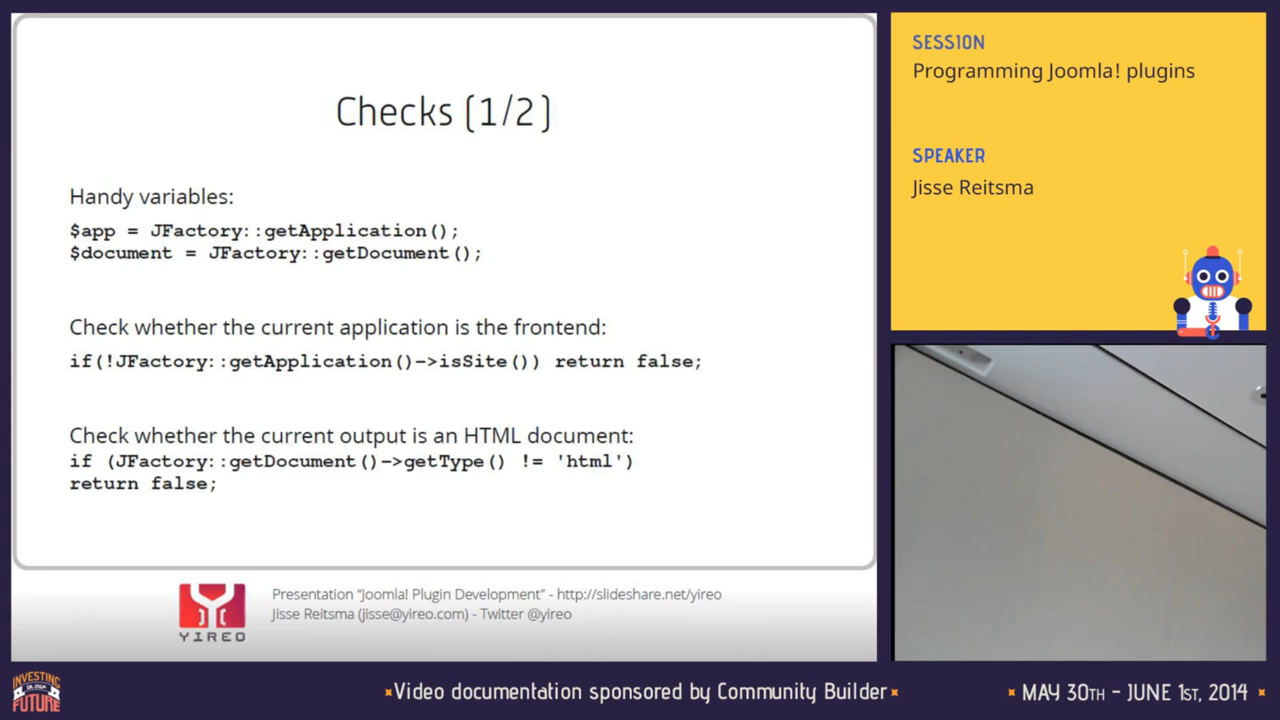 Checks (1/2)
Handy variables:
$app = JFactory::getApplication();
$document = JFactory::getDocument();
Check whether the current application is the frontend:
if(!JFactory::getApplication()->isSite()) return false;
Check whether the current output is an HTML document:
if (JFactory::getDocument()->getType() != 'html')
return false;
YIREO
Presentation “Joomla! Plugin Development” - http://slideshare.net/yireo
Jisse Reitsma (jisse@yireo.com) - Twitter @yireo
SESSION
Programming Joomla! plugins
SPEAKER
Jisse Reitsma
INVESTING
IN OUR
FUTURE
Video documentation sponsored by Community Builder
MAY 30TH - JUNE 1ST, 2014